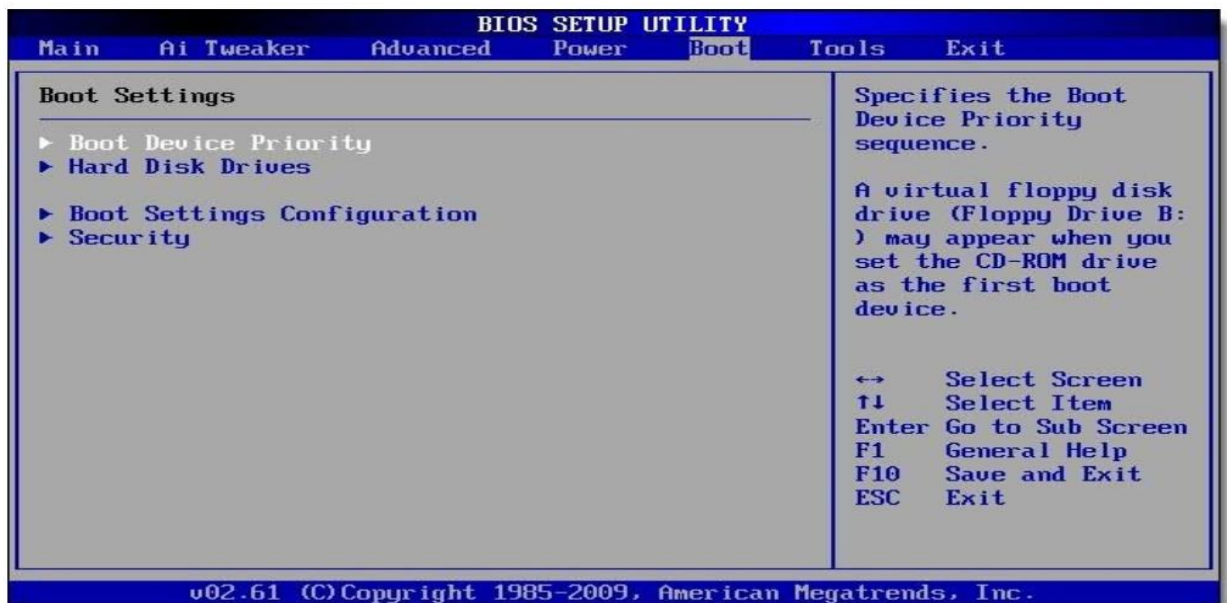 BIOS SETUP UTILITY
Main Ai Tweaker Advanced Power Boot Tools Exit
Boot Settings
▶ Boot Device Priority
▶ Hard Disk Drives
▶ Boot Settings Configuration
▶ Security
Specifies the Boot
Device Priority
sequence.
A virtual floppy disk
drive (Floppy Drive B:
) may appear when you
set the CD-ROM drive
as the first boot
device.
↔ Select Screen
↑↓ Select Item
Enter Go to Sub Screen
F1 General Help
F10 Save and Exit
ESC Exit
v02.61 (C)Copyright 1985-2009, American Megatrends, Inc.